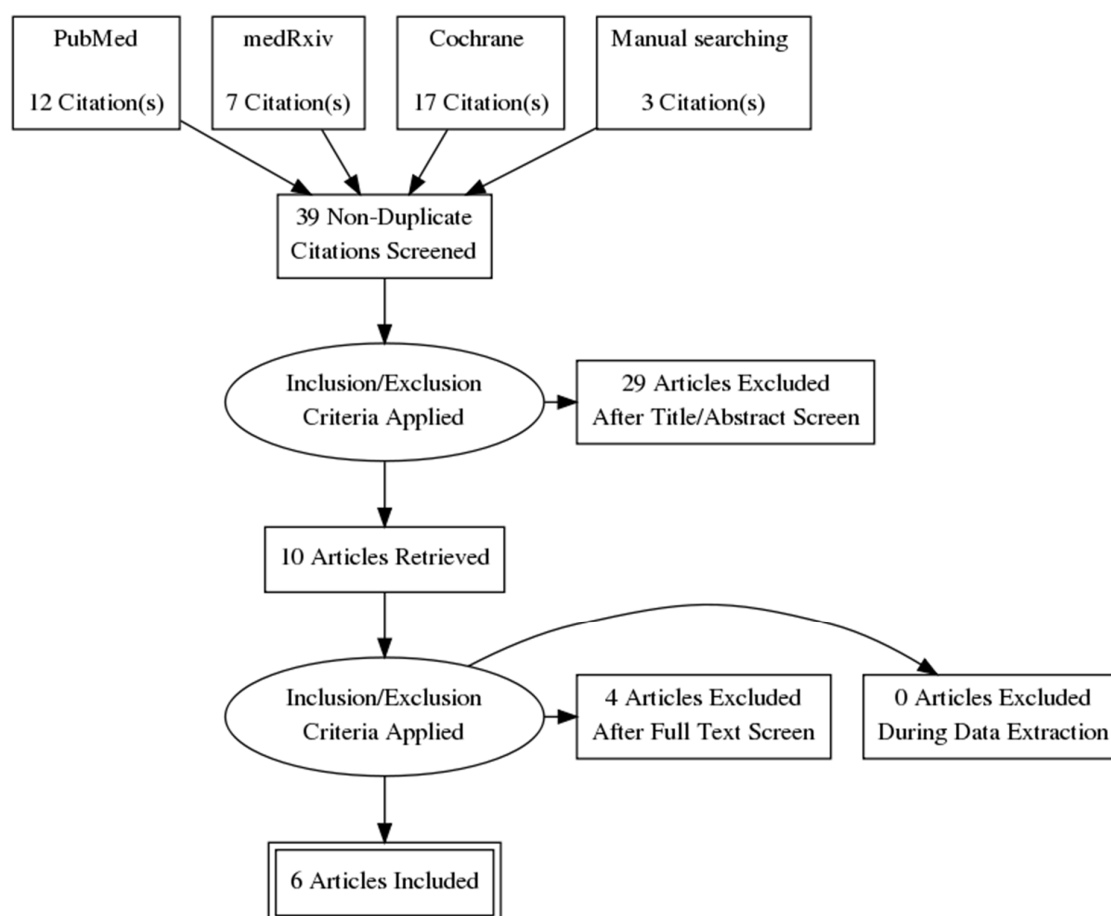 PubMed
12 Citation(s)
medRxiv
7 Citation(s)
Cochrane
17 Citation(s)
Manual searching
3 Citation(s)
39 Non-Duplicate
Citations Screened
Inclusion/Exclusion
Criteria Applied
29 Articles Excluded
After Title/Abstract Screen
10 Articles Retrieved
Inclusion/Exclusion
Criteria Applied
4 Articles Excluded
After Full Text Screen
0 Articles Excluded
During Data Extraction
6 Articles Included